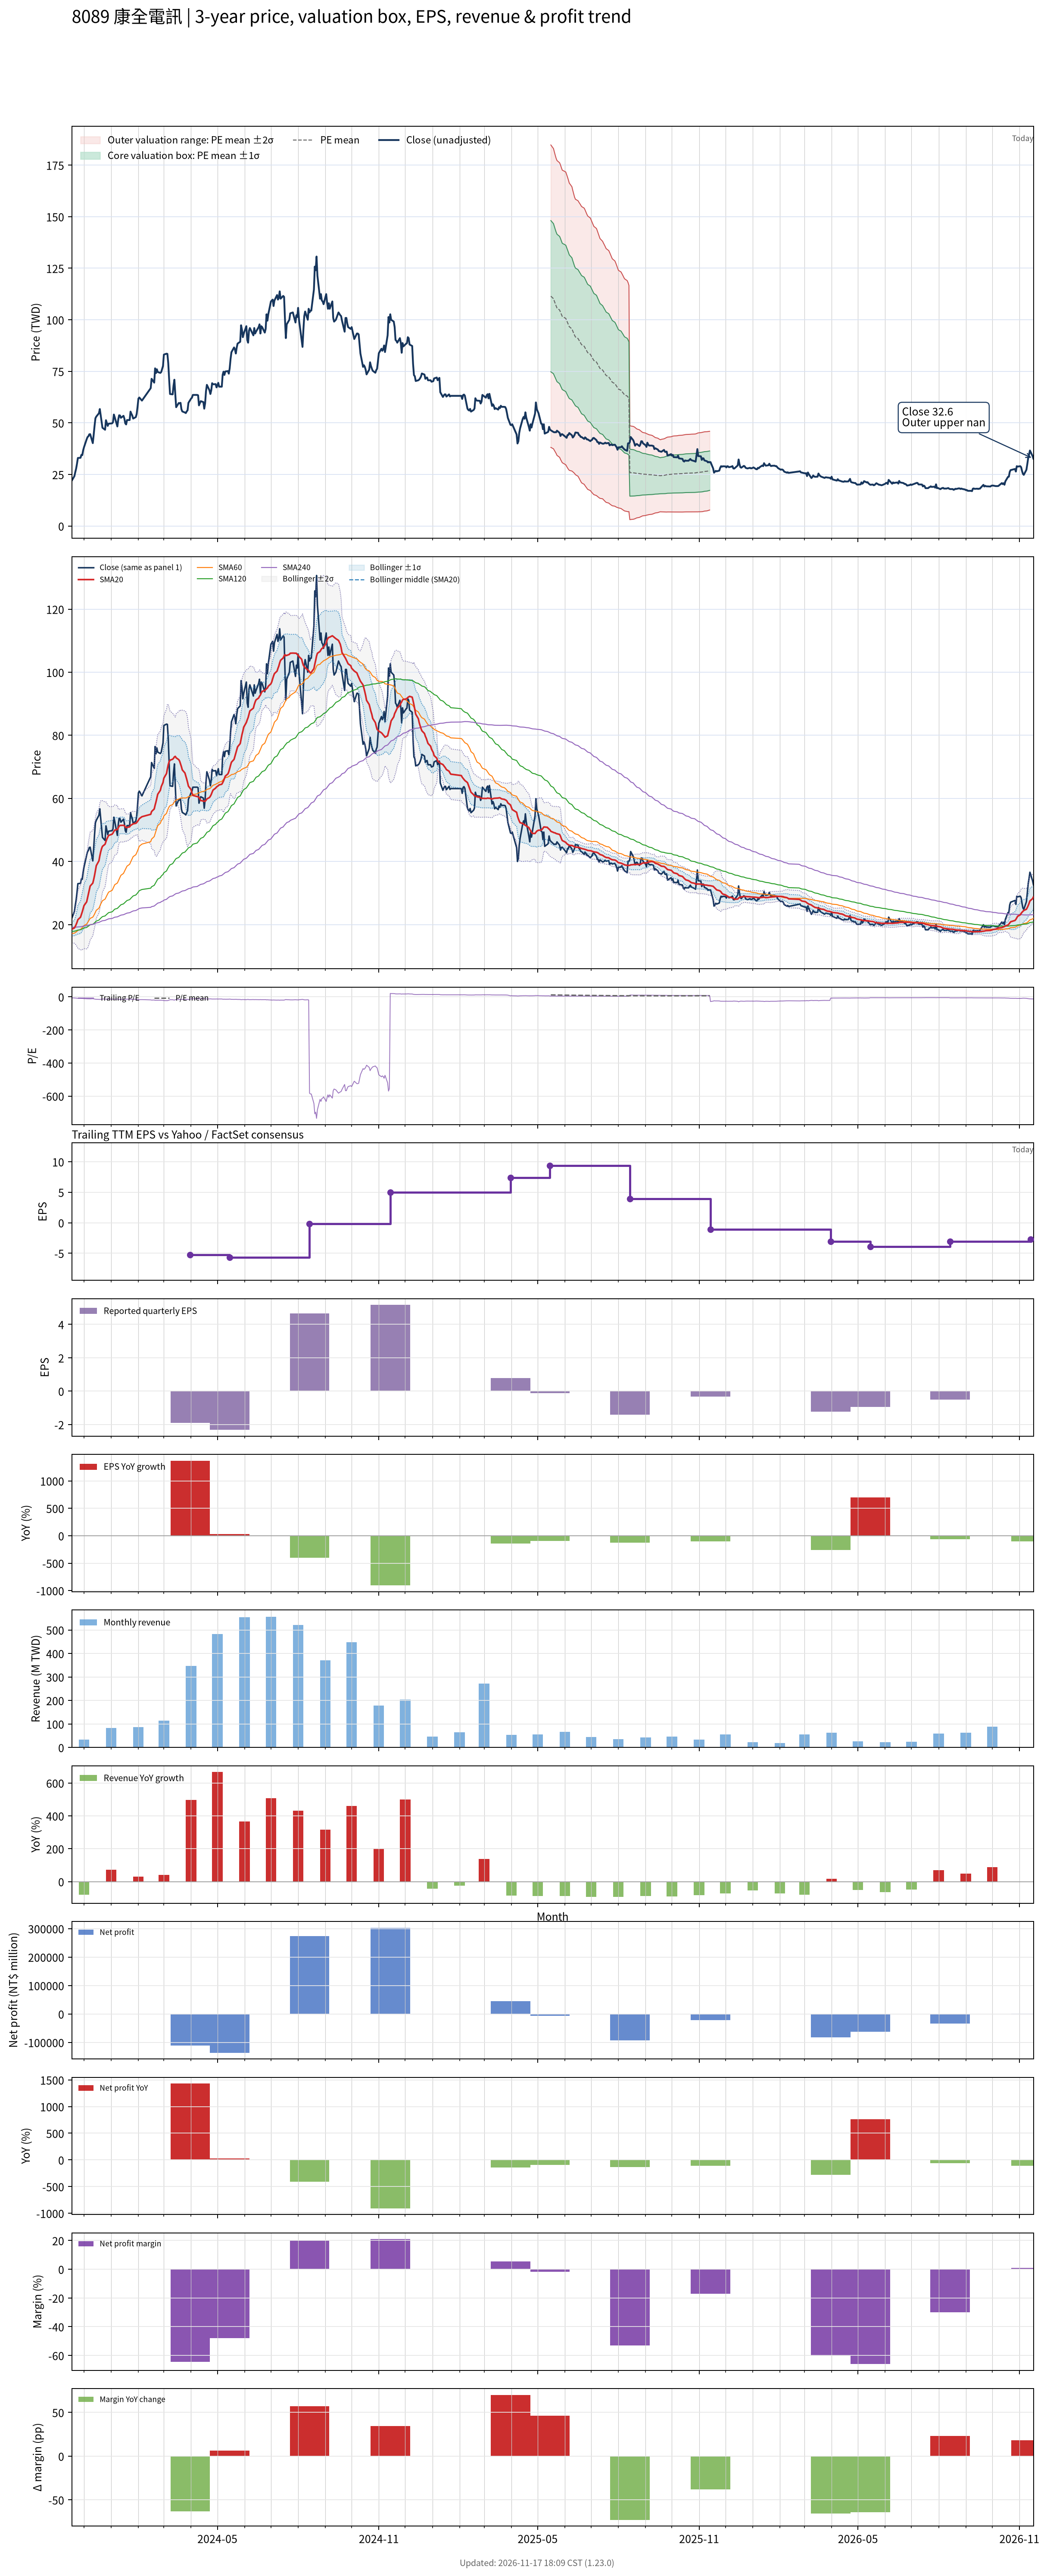 8089 康全電訊 | 3-year price, valuation box, EPS, revenue & profit trend
Outer valuation range: PE mean ±2σ
PE mean
Close (unadjusted)
Core valuation box: PE mean ±1σ
Today
Price (TWD)
175
150
125
100
75
50
25
0
Close 32.6
Outer upper nan
Close (same as panel 1)
SMA20
SMA60
SMA120
SMA240
Bollinger ±2σ
Bollinger ±1σ
Bollinger middle (SMA20)
Price
120
100
80
60
40
20
Trailing P/E
P/E mean
P/E
0
-200
-400
-600
Trailing TTM EPS vs Yahoo / FactSet consensus
Today
EPS
10
5
0
-5
Reported quarterly EPS
EPS
4
2
0
-2
EPS YoY growth
YoY (%)
1000
500
0
-500
-1000
Monthly revenue
Revenue (M TWD)
500
400
300
200
100
0
Revenue YoY growth
YoY (%)
600
400
200
0
Month
Net profit
Net profit (NT$ million)
300000
200000
100000
0
-100000
Net profit YoY
YoY (%)
1500
1000
500
0
-500
-1000
Net profit margin
Margin (%)
20
0
-20
-40
-60
Margin YoY change
Δ margin (pp)
50
0
-50
2024-05
2024-11
2025-05
2025-11
2026-05
2026-11
Updated: 2026-11-17 18:09 CST (1.23.0)